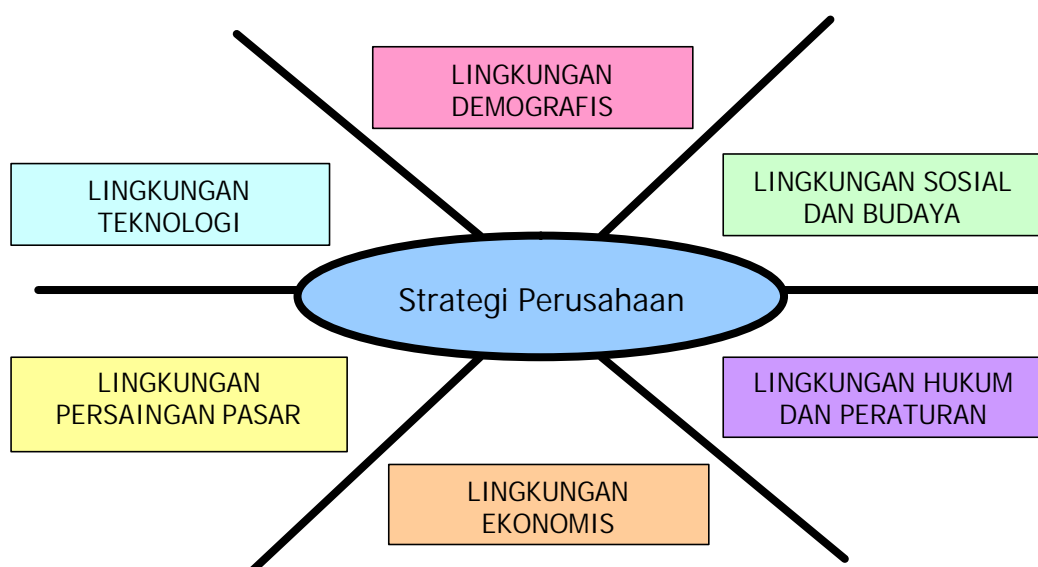 LINGKUNGAN
DEMOGRAFIS
LINGKUNGAN
TEKNOLOGI
LINGKUNGAN SOSIAL
DAN BUDAYA
Strategi Perusahaan
LINGKUNGAN
PERSAINGAN PASAR
LINGKUNGAN HUKUM
DAN PERATURAN
LINGKUNGAN
EKONOMIS